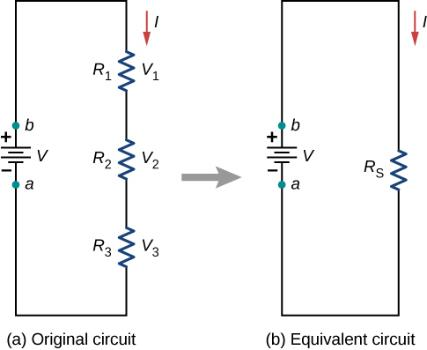 I
R1 V1
b
+
V
R2 V2
−
a
R3 V3
(a) Original circuit
I
b
+
V
RS
−
a
(b) Equivalent circuit